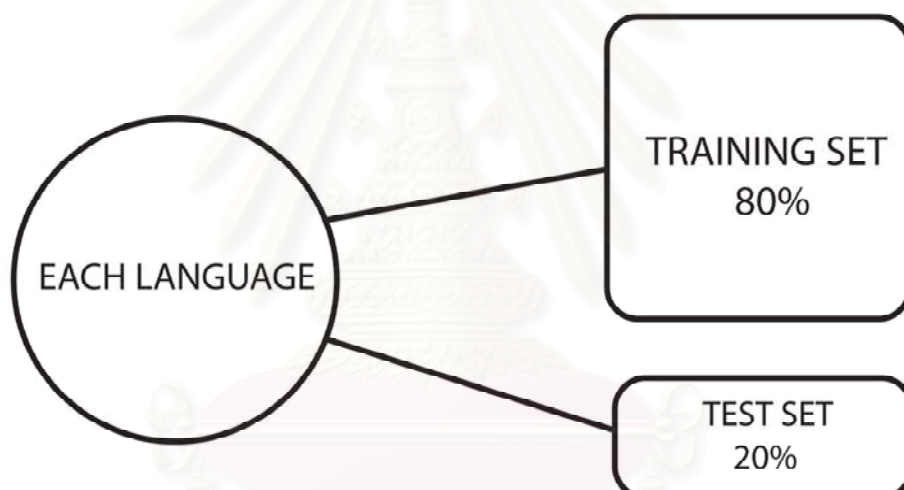 EACH LANGUAGE
TRAINING SET
80%
TEST SET
20%